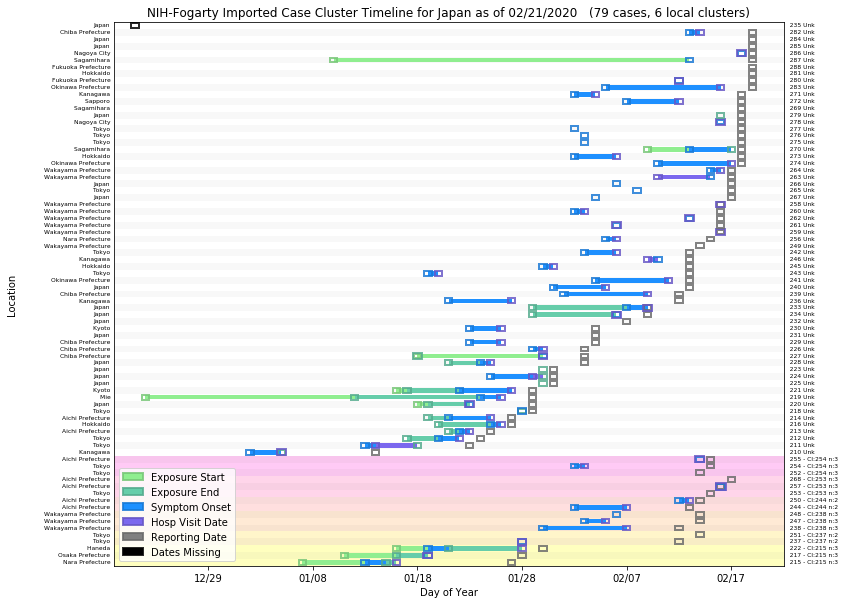 NIH-Fogarty Imported Case Cluster Timeline for Japan as of 02/21/2020 (79 cases, 6 local clusters)
Japan 235 Unk
Chiba Prefecture 282 Unk
Japan 284 Unk
Japan 285 Unk
Nagoya City 286 Unk
Sagamihara 287 Unk
Fukuoka Prefecture 288 Unk
Hokkaido 281 Unk
Fukuoka Prefecture 280 Unk
Okinawa Prefecture 283 Unk
Kanagawa 271 Unk
Sapporo 272 Unk
Sagamihara 269 Unk
Japan 279 Unk
Nagoya City 278 Unk
Tokyo 277 Unk
Tokyo 276 Unk
Tokyo 275 Unk
Sagamihara 270 Unk
Hokkaido 273 Unk
Okinawa Prefecture 274 Unk
Wakayama Prefecture 264 Unk
Wakayama Prefecture 263 Unk
Japan 266 Unk
Tokyo 265 Unk
Japan 267 Unk
Wakayama Prefecture 258 Unk
Wakayama Prefecture 260 Unk
Wakayama Prefecture 262 Unk
Wakayama Prefecture 261 Unk
Wakayama Prefecture 259 Unk
Nara Prefecture 256 Unk
Wakayama Prefecture 249 Unk
Tokyo 242 Unk
Kanagawa 246 Unk
Hokkaido 245 Unk
Tokyo 243 Unk
Okinawa Prefecture 241 Unk
Japan 240 Unk
Chiba Prefecture 239 Unk
Kanagawa 236 Unk
Japan 233 Unk
Japan 234 Unk
Japan 232 Unk
Kyoto 230 Unk
Japan 231 Unk
Chiba Prefecture 229 Unk
Chiba Prefecture 226 Unk
Chiba Prefecture 227 Unk
Japan 228 Unk
Japan 223 Unk
Japan 224 Unk
Japan 225 Unk
Kyoto 221 Unk
Mie 219 Unk
Japan 220 Unk
Tokyo 218 Unk
Aichi Prefecture 214 Unk
Hokkaido 216 Unk
Aichi Prefecture 213 Unk
Tokyo 212 Unk
Tokyo 211 Unk
Kanagawa 210 Unk
Aichi Prefecture 255 - Cl:254 n:3
Tokyo 254 - Cl:254 n:3
Tokyo 252 - Cl:254 n:3
Aichi Prefecture 268 - Cl:253 n:3
Aichi Prefecture 257 - Cl:253 n:3
Tokyo 253 - Cl:253 n:3
Aichi Prefecture 250 - Cl:244 n:2
Aichi Prefecture 244 - Cl:244 n:2
Wakayama Prefecture 248 - Cl:238 n:3
Wakayama Prefecture 247 - Cl:238 n:3
Wakayama Prefecture 238 - Cl:238 n:3
Tokyo 251 - Cl:237 n:2
Tokyo 237 - Cl:237 n:2
Haneda 222 - Cl:215 n:3
Osaka Prefecture 217 - Cl:215 n:3
Nara Prefecture 215 - Cl:215 n:3
Exposure Start
Exposure End
Symptom Onset
Hosp Visit Date
Reporting Date
Dates Missing
12/29 01/08 01/18 01/28 02/07 02/17
Day of Year
Location